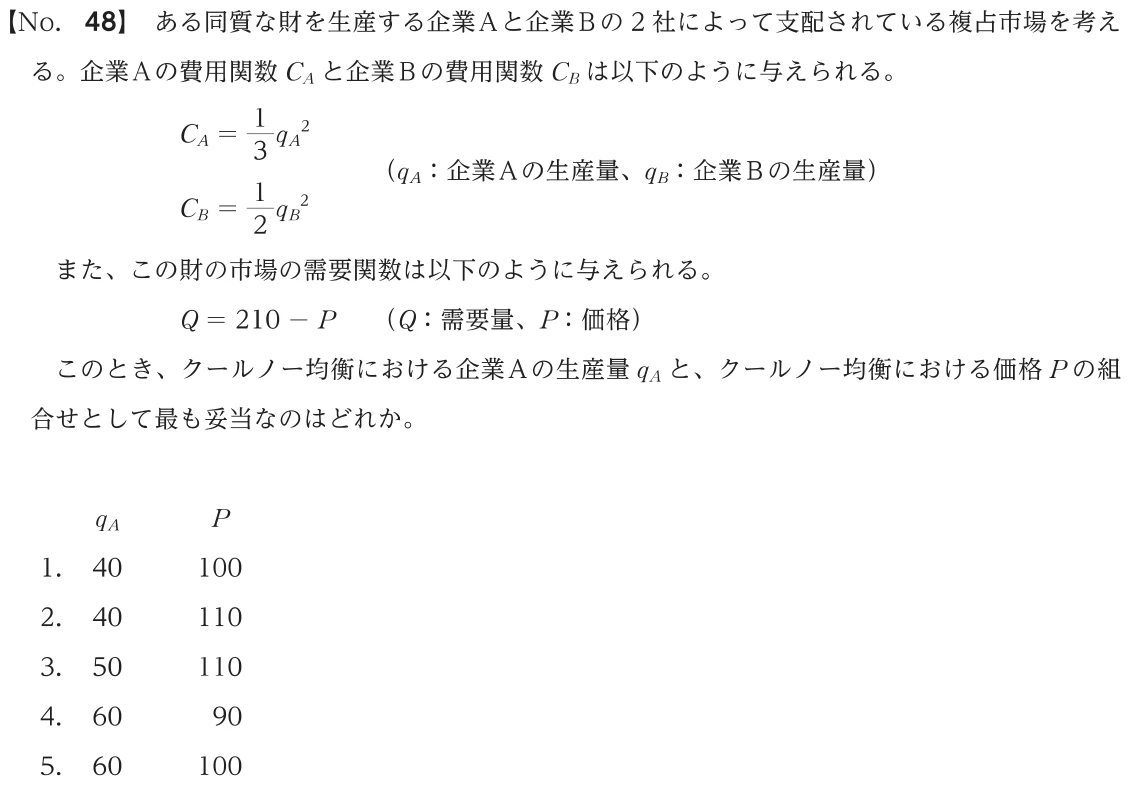 【No. 48】 ある同質な財を生産する企業Aと企業Bの2社によって支配されている複占市場を考え
る。企業Aの費用関数 C_A と企業Bの費用関数 C_B は以下のように与えられる。
C_A = 1/3 q_A²
(q_A：企業Aの生産量、q_B：企業Bの生産量)
C_B = 1/2 q_B²
また、この財の市場の需要関数は以下のように与えられる。
Q = 210 − P (Q：需要量、P：価格)
このとき、クールノー均衡における企業Aの生産量 q_A と、クールノー均衡における価格 P の組
合せとして最も妥当なのはどれか。
q_A P
1. 40 100
2. 40 110
3. 50 110
4. 60 90
5. 60 100